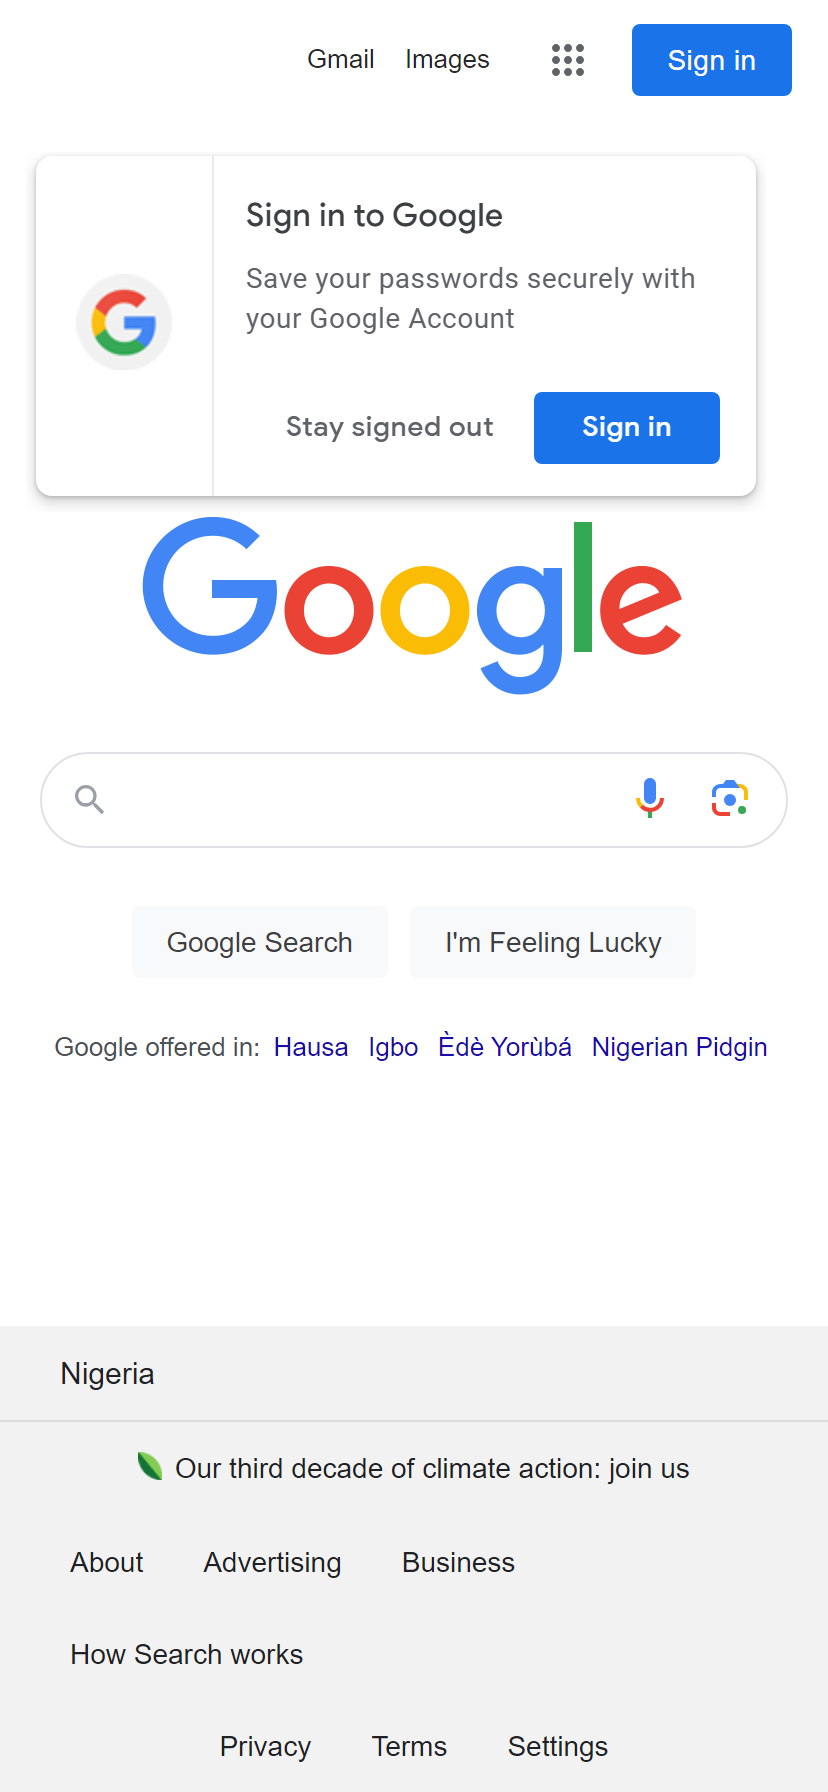 Gmail Images Sign in
Sign in to Google
Save your passwords securely with
your Google Account
Stay signed out Sign in
Google
Google Search I'm Feeling Lucky
Google offered in: Hausa Igbo Èdè Yorùbá Nigerian Pidgin
Nigeria
Our third decade of climate action: join us
About Advertising Business
How Search works
Privacy Terms Settings